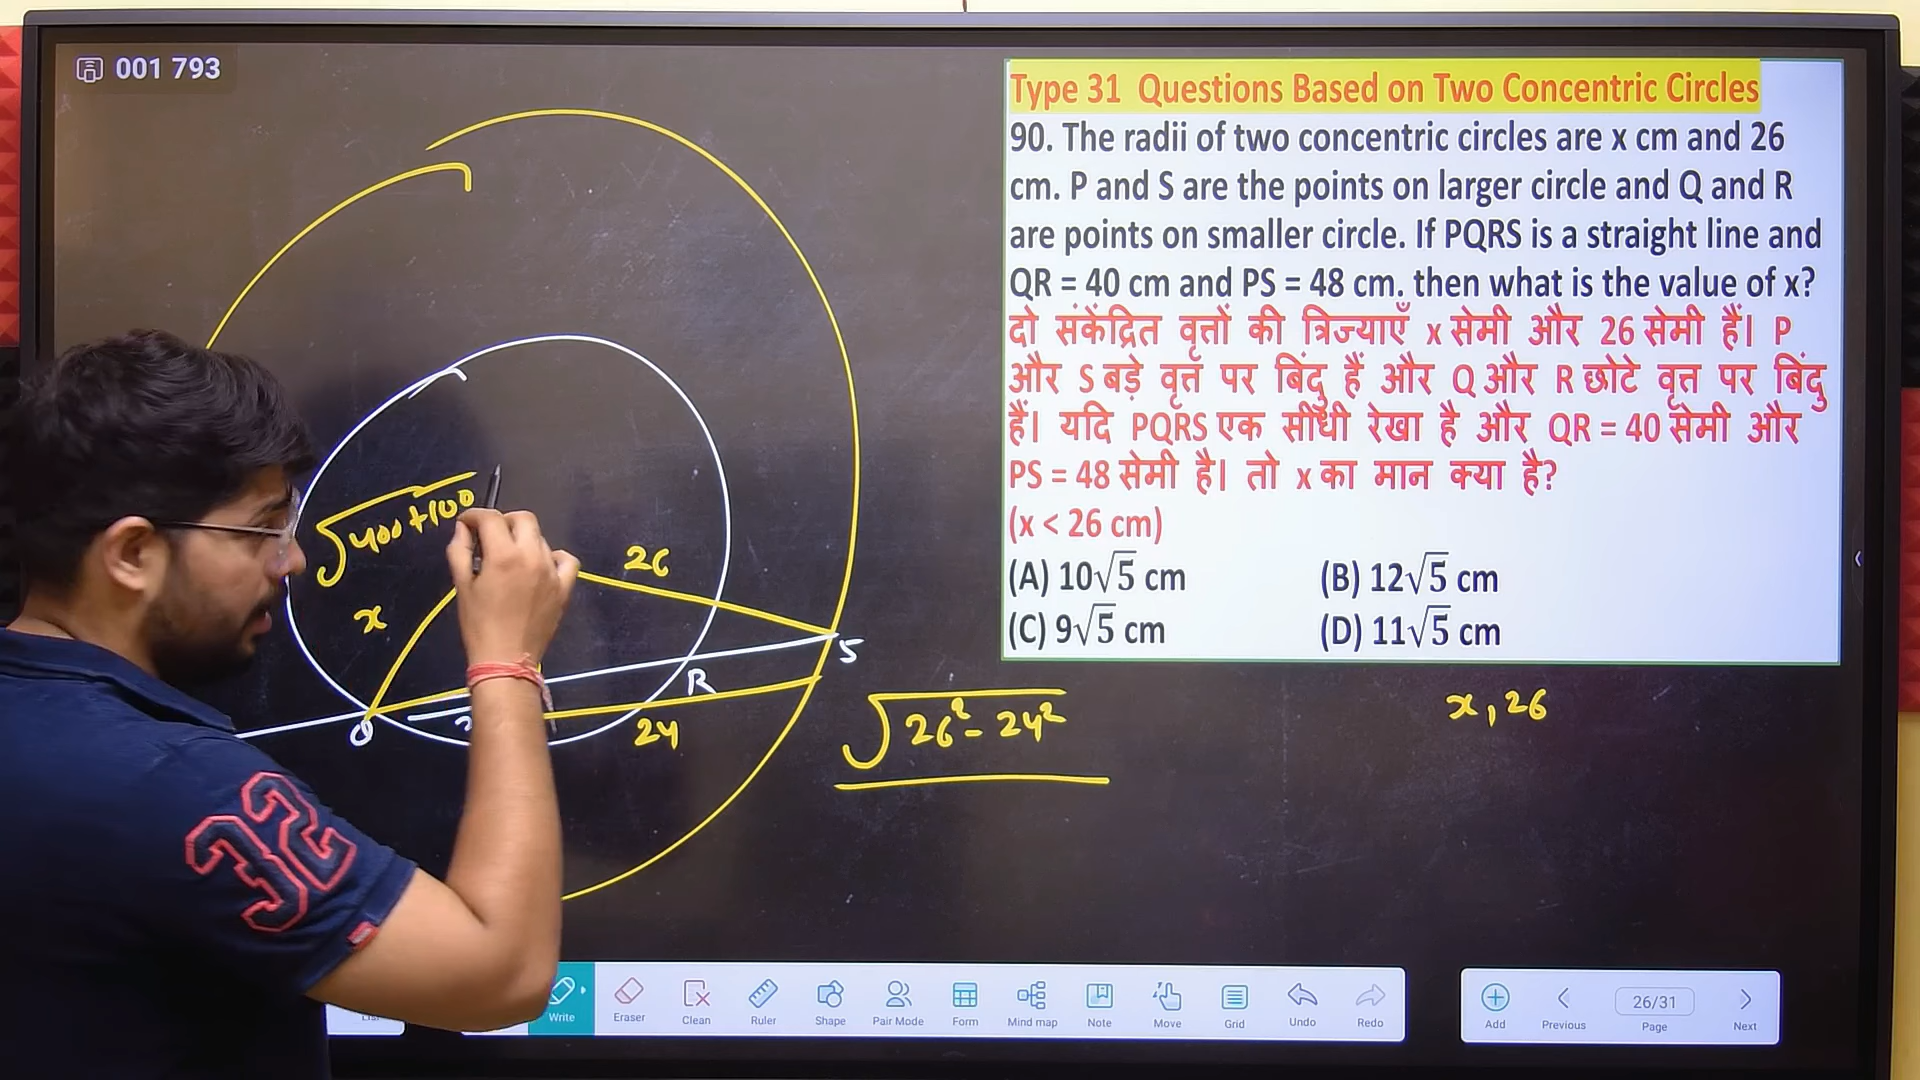 001 793
Type 31 Questions Based on Two Concentric Circles
90. The radii of two concentric circles are x cm and 26
cm. P and S are the points on larger circle and Q and R
are points on smaller circle. If PQRS is a straight line and
QR = 40 cm and PS = 48 cm. then what is the value of x?
दो संकेंद्रित वृत्तों की त्रिज्याएँ x सेमी और 26 सेमी हैं। P
और S बड़े वृत्त पर बिंदु हैं और Q और R छोटे वृत्त पर बिंदु
हैं। यदि PQRS एक सीधी रेखा है और QR = 40 सेमी और
PS = 48 सेमी है। तो x का मान क्या है?
(x < 26 cm)
(A) 10√5 cm (B) 12√5 cm
(C) 9√5 cm (D) 11√5 cm
√400+100
26
x
S
R
Q
24
√26²-24²
x, 26
32
Write
Eraser
Clean
Ruler
Shape
Pair Mode
Form
Mind map
Note
Move
Grid
Undo
Redo
Add
Previous
26/31
Page
Next